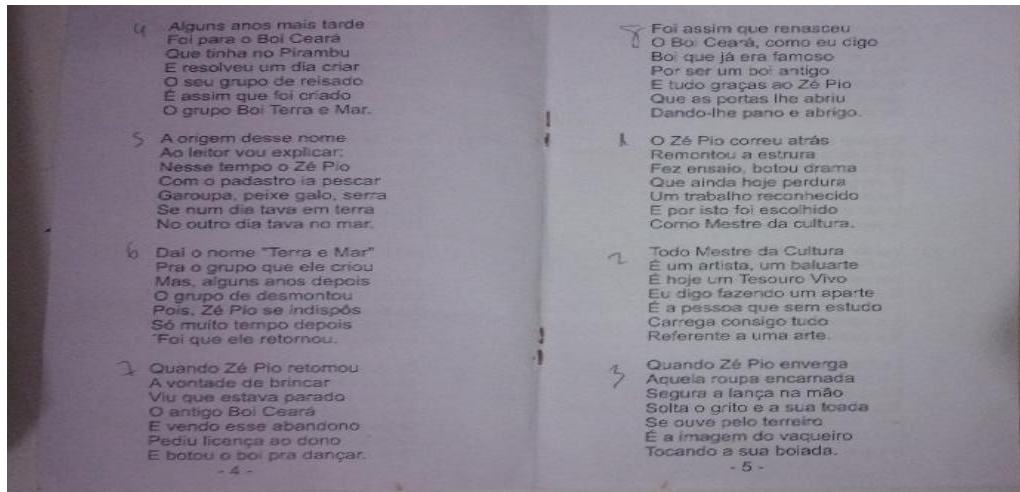 4 Alguns anos mais tarde
Foi para o Boi Ceará
Que tinha no Pirambu
E resolveu um dia criar
O seu grupo de reisado
É assim que foi criado
O grupo Boi Terra e Mar.
5 A origem desse nome
Ao leitor vou explicar:
Nesse tempo o Zé Pio
Com o padastro ia pescar
Garoupa, peixe galo, serra
Se num dia tava em terra
No outro dia tava no mar.
6 Daí o nome "Terra e Mar"
Pra o grupo que ele criou
Mas, alguns anos depois
O grupo de desmontou
Pois, Zé Pio se indispôs
Só muito tempo depois
Foi que ele retornou.
7 Quando Zé Pio retornou
A vontade de brincar
Viu que estava parado
O antigo Boi Ceará
E vendo esse abandono
Pediu licença ao dono
E botou o boi pra dançar.
- 4 -
8 Foi assim que renasceu
O Boi Ceará, como eu digo
Boi que já era famoso
Por ser um boi antigo
E tudo graças ao Zé Pio
Que as portas lhe abriu
Dando-lhe pano e abrigo.
1 O Zé Pio correu atrás
Remontou a estrura
Fez ensaio, botou drama
Que ainda hoje perdura
Um trabalho reconhecido
E por isto foi escolhido
Como Mestre da cultura.
2 Todo Mestre da Cultura
É um artista, um baluarte
É hoje um Tesouro Vivo
Eu digo fazendo um aparte
É a pessoa que sem estudo
Carrega consigo tudo
Referente a uma arte.
3 Quando Zé Pio enverga
Aquela roupa encarnada
Segura a lança na mão
Solta o grito e a sua toada
Se ouve pelo terreiro
É a imagem do vaqueiro
Tocando a sua boiada.
- 5 -